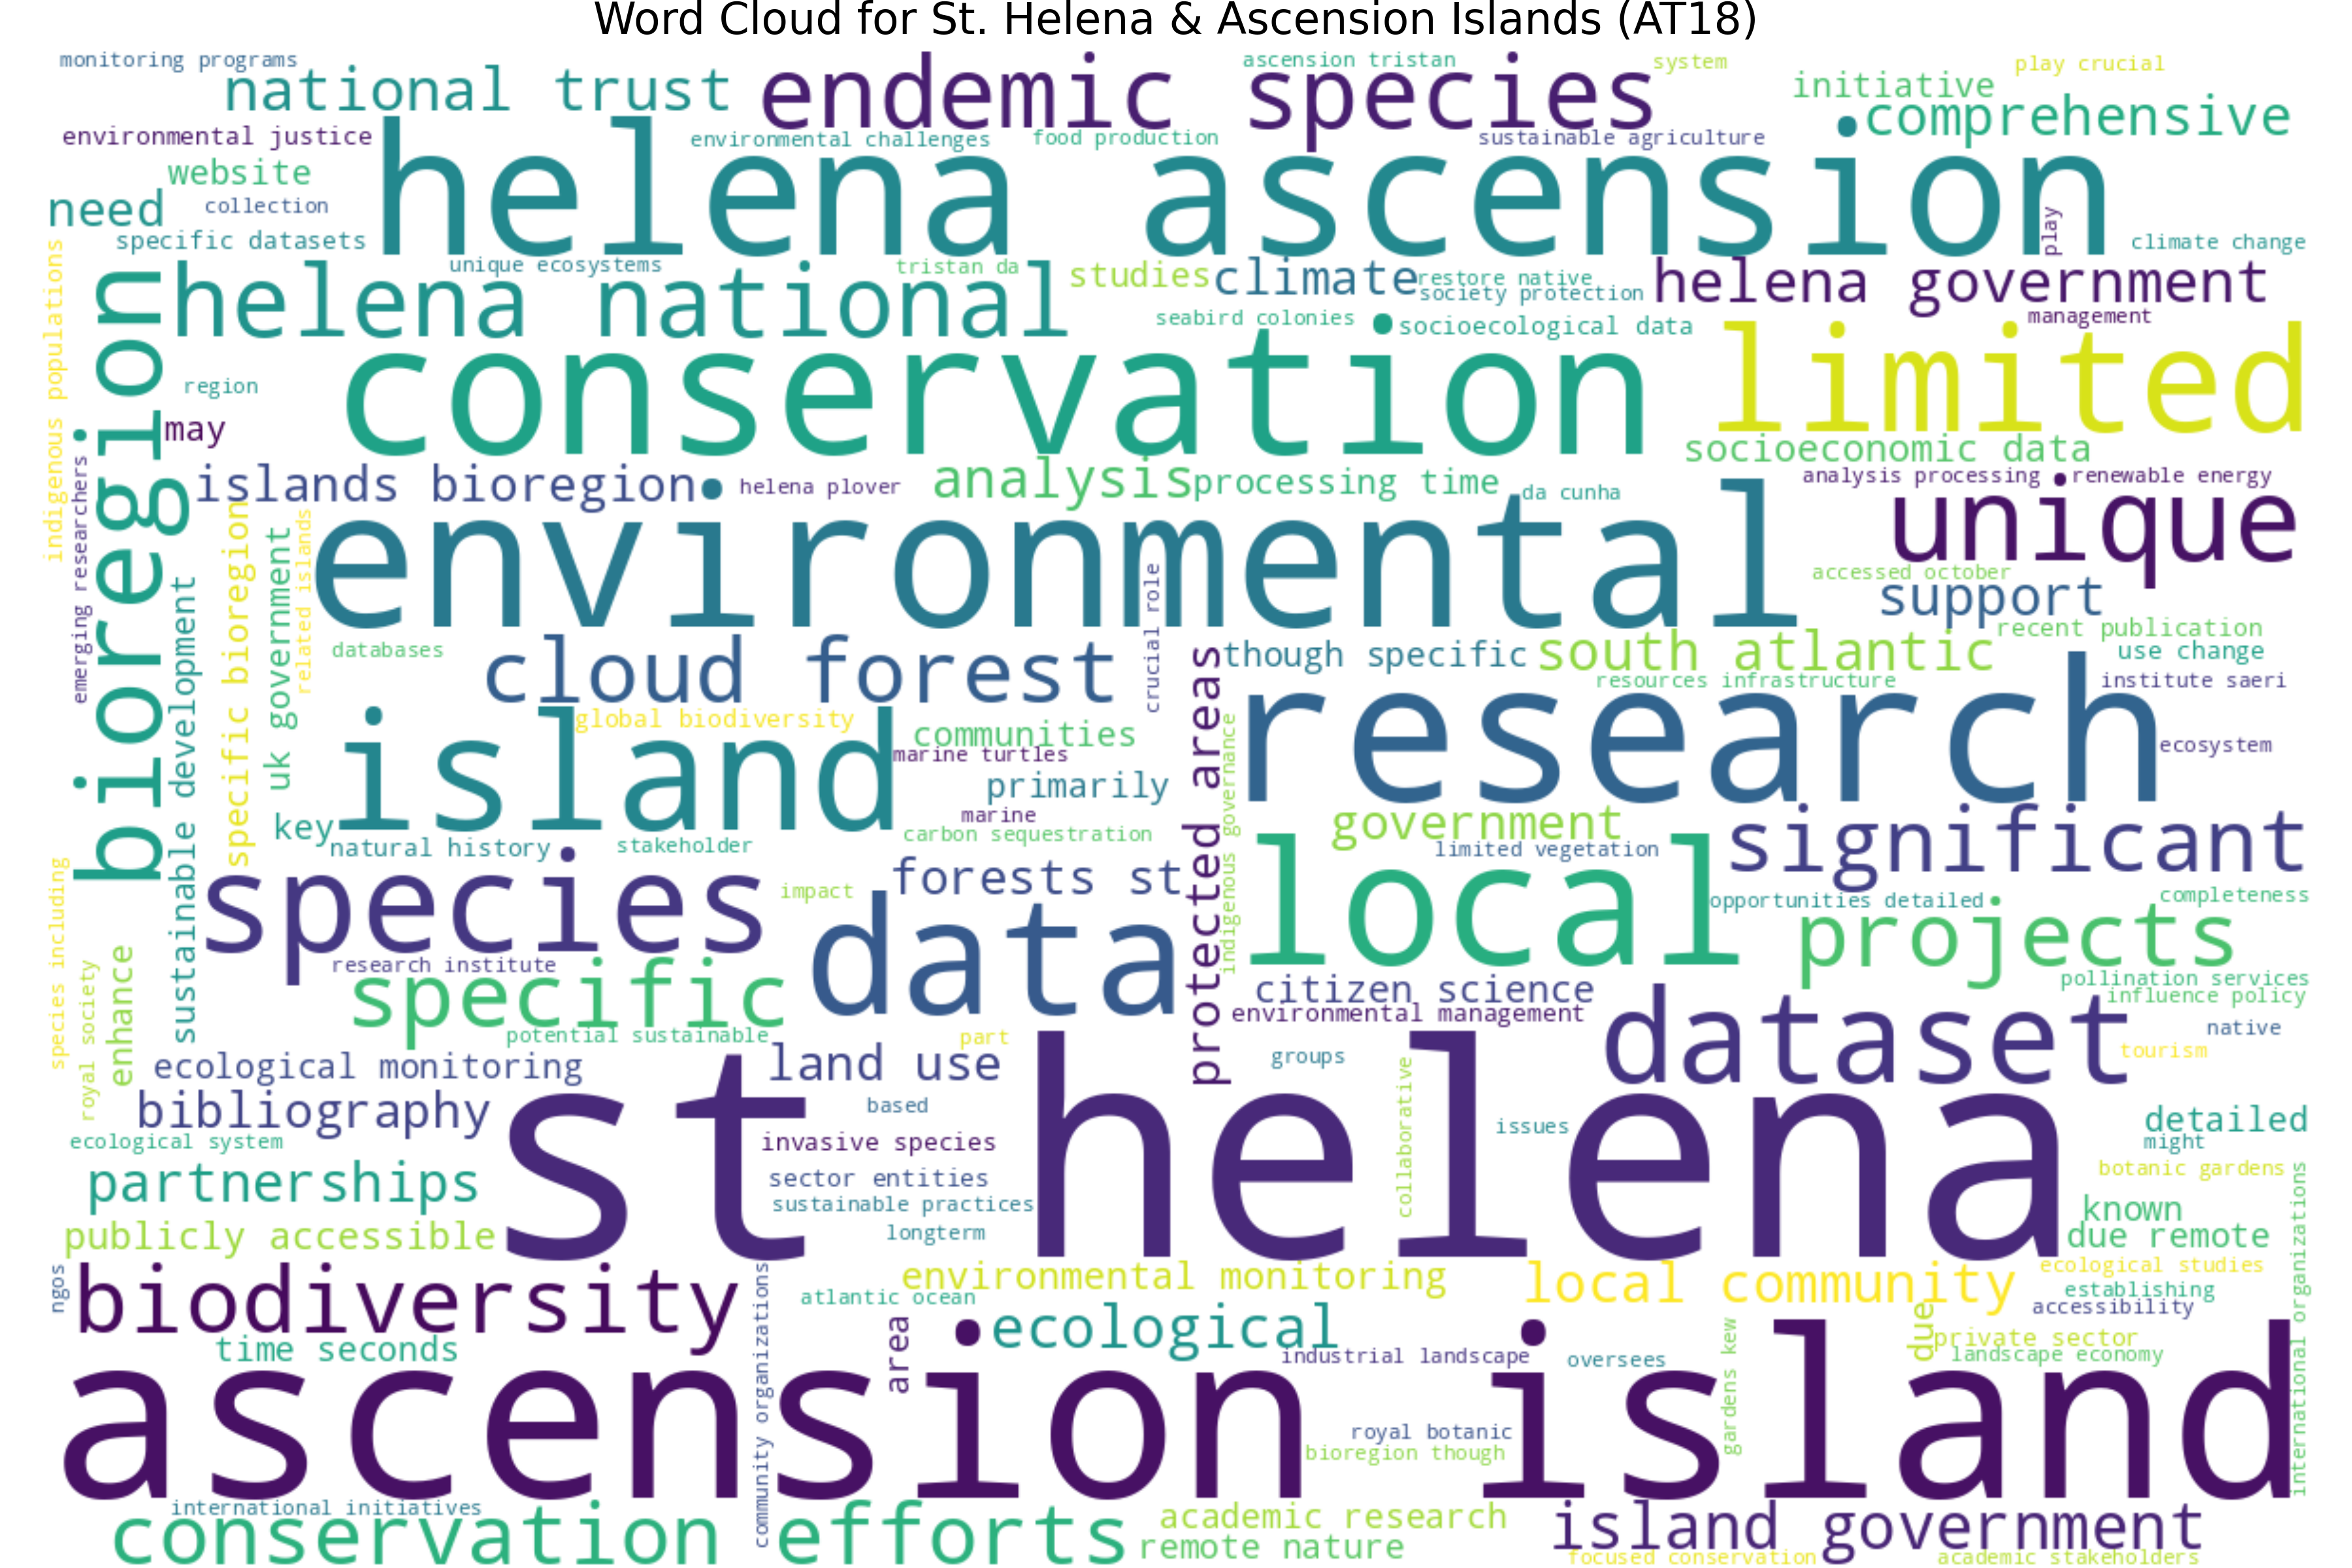 Word Cloud for St. Helena & Ascension Islands (AT18)
monitoring programs
national trust
endemic species
ascension tristan
system
play crucial
initiative
comprehensive
environmental justice
environmental challenges
food production
sustainable agriculture
website
helena ascension
need
collection
specific datasets
play
climate change
indigenous populations
bioregion
unique ecosystems
helena national
tristan da
studies
climate
restore native
society protection
helena government
management
seabird colonies
socioecological data
limited
conservation
region
may
socioeconomic data
emerging researchers
islands bioregion
helena plover
analysis
processing time
da cunha
analysis processing
renewable energy
unique
environmental
specific bioregion
uk government
related islands
sustainable development
crucial role
accessed october
support
databases
cloud forest
protected areas
though specific
south atlantic
recent publication
use change
resources infrastructure
institute saeri
research
island
global biodiversity
communities
marine turtles
primarily
marine
carbon sequestration
indigenous governance
ecosystem
key
natural history
stakeholder
government
limited vegetation
local
significant
species including
species
impact
forests st
data
opportunities detailed
completeness
projects
royal society
enhance
research institute
specific
potential sustainable
citizen science
environmental management
pollination services
influence policy
dataset
native
tourism
part
ecological monitoring
land use
groups
collaborative
bibliography
based
st helena
issues
detailed
might
ecological system
invasive species
partnerships
sector entities
sustainable practices
longterm
botanic gardens
known
due remote
publicly accessible
international organizations
ngos
biodiversity
community organizations
environmental monitoring
atlantic ocean
local community
ecological studies
establishing
accessibility
time seconds
area
ecological
industrial landscape
oversees
gardens kew
due
private sector
landscape economy
ascension island
royal botanic
bioregion though
international initiatives
conservation efforts
academic research
remote nature
island government
focused conservation
academic stakeholders